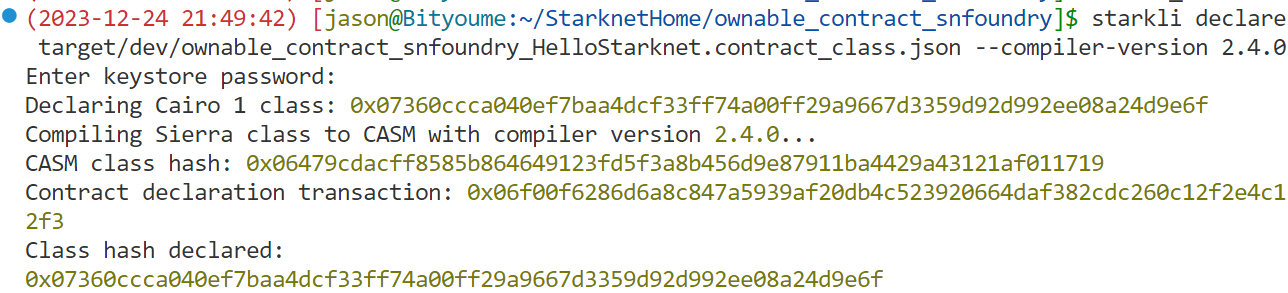 (2023-12-24 21:49:42) [jason@Bityoume:~/StarknetHome/ownable_contract_snfoundry]$ starkli declare
target/dev/ownable_contract_snfoundry_HelloStarknet.contract_class.json --compiler-version 2.4.0
Enter keystore password:
Declaring Cairo 1 class: 0x07360ccca040ef7baa4dcf33ff74a00ff29a9667d3359d92d992ee08a24d9e6f
Compiling Sierra class to CASM with compiler version 2.4.0...
CASM class hash: 0x06479cdacff8585b864649123fd5f3a8b456d9e87911ba4429a43121af011719
Contract declaration transaction: 0x06f00f6286d6a8c847a5939af20db4c523920664daf382cdc260c12f2e4c1
2f3
Class hash declared:
0x07360ccca040ef7baa4dcf33ff74a00ff29a9667d3359d92d992ee08a24d9e6f